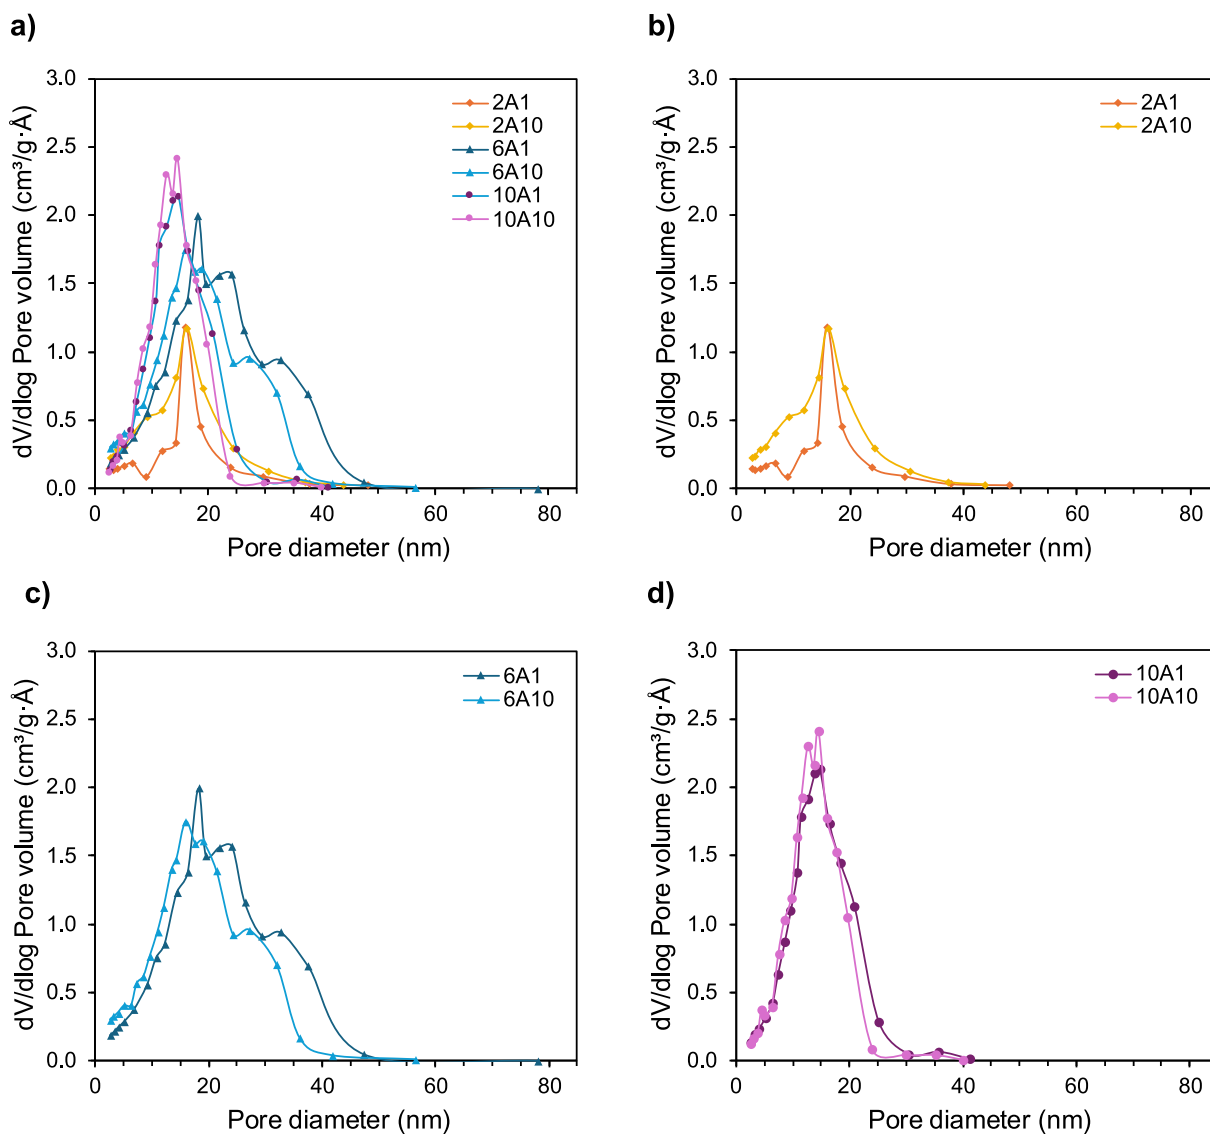 a)
3.0
2.5
2.0
1.5
1.0
0.5
0.0
dV/dlog Pore volume (cm³/g·Å)
0 20 40 60 80
Pore diameter (nm)
2A1
2A10
6A1
6A10
10A1
10A10
b)
3.0
2.5
2.0
1.5
1.0
0.5
0.0
dV/dlog Pore volume (cm³/g·Å)
0 20 40 60 80
Pore diameter (nm)
2A1
2A10
c)
3.0
2.5
2.0
1.5
1.0
0.5
0.0
dV/dlog Pore volume (cm³/g·Å)
0 20 40 60 80
Pore diameter (nm)
6A1
6A10
d)
3.0
2.5
2.0
1.5
1.0
0.5
0.0
dV/dlog Pore volume (cm³/g·Å)
0 20 40 60 80
Pore diameter (nm)
10A1
10A10